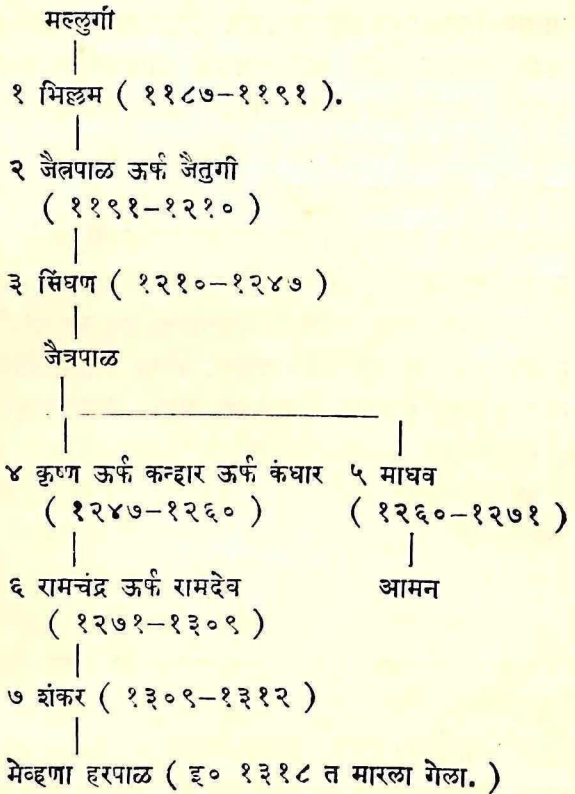 मल्लुगी
१ भिल्लम ( ११८७-११९१ ).
२ जैत्रपाळ ऊर्फ जैतुगी
( ११९१-१२१० )
३ सिंघण ( १२१०-१२४७ )
जैत्रपाळ
४ कृष्ण ऊर्फ कन्हार ऊर्फ कंधार ५ माधव
( १२४७-१२६० ) ( १२६०-१२७१ )
६ रामचंद्र ऊर्फ रामदेव आमन
( १२७१-१३०९ )
७ शंकर ( १३०९-१३१२ )
मेव्हणा हरपाळ ( इ० १३१८ त मारला गेला. )